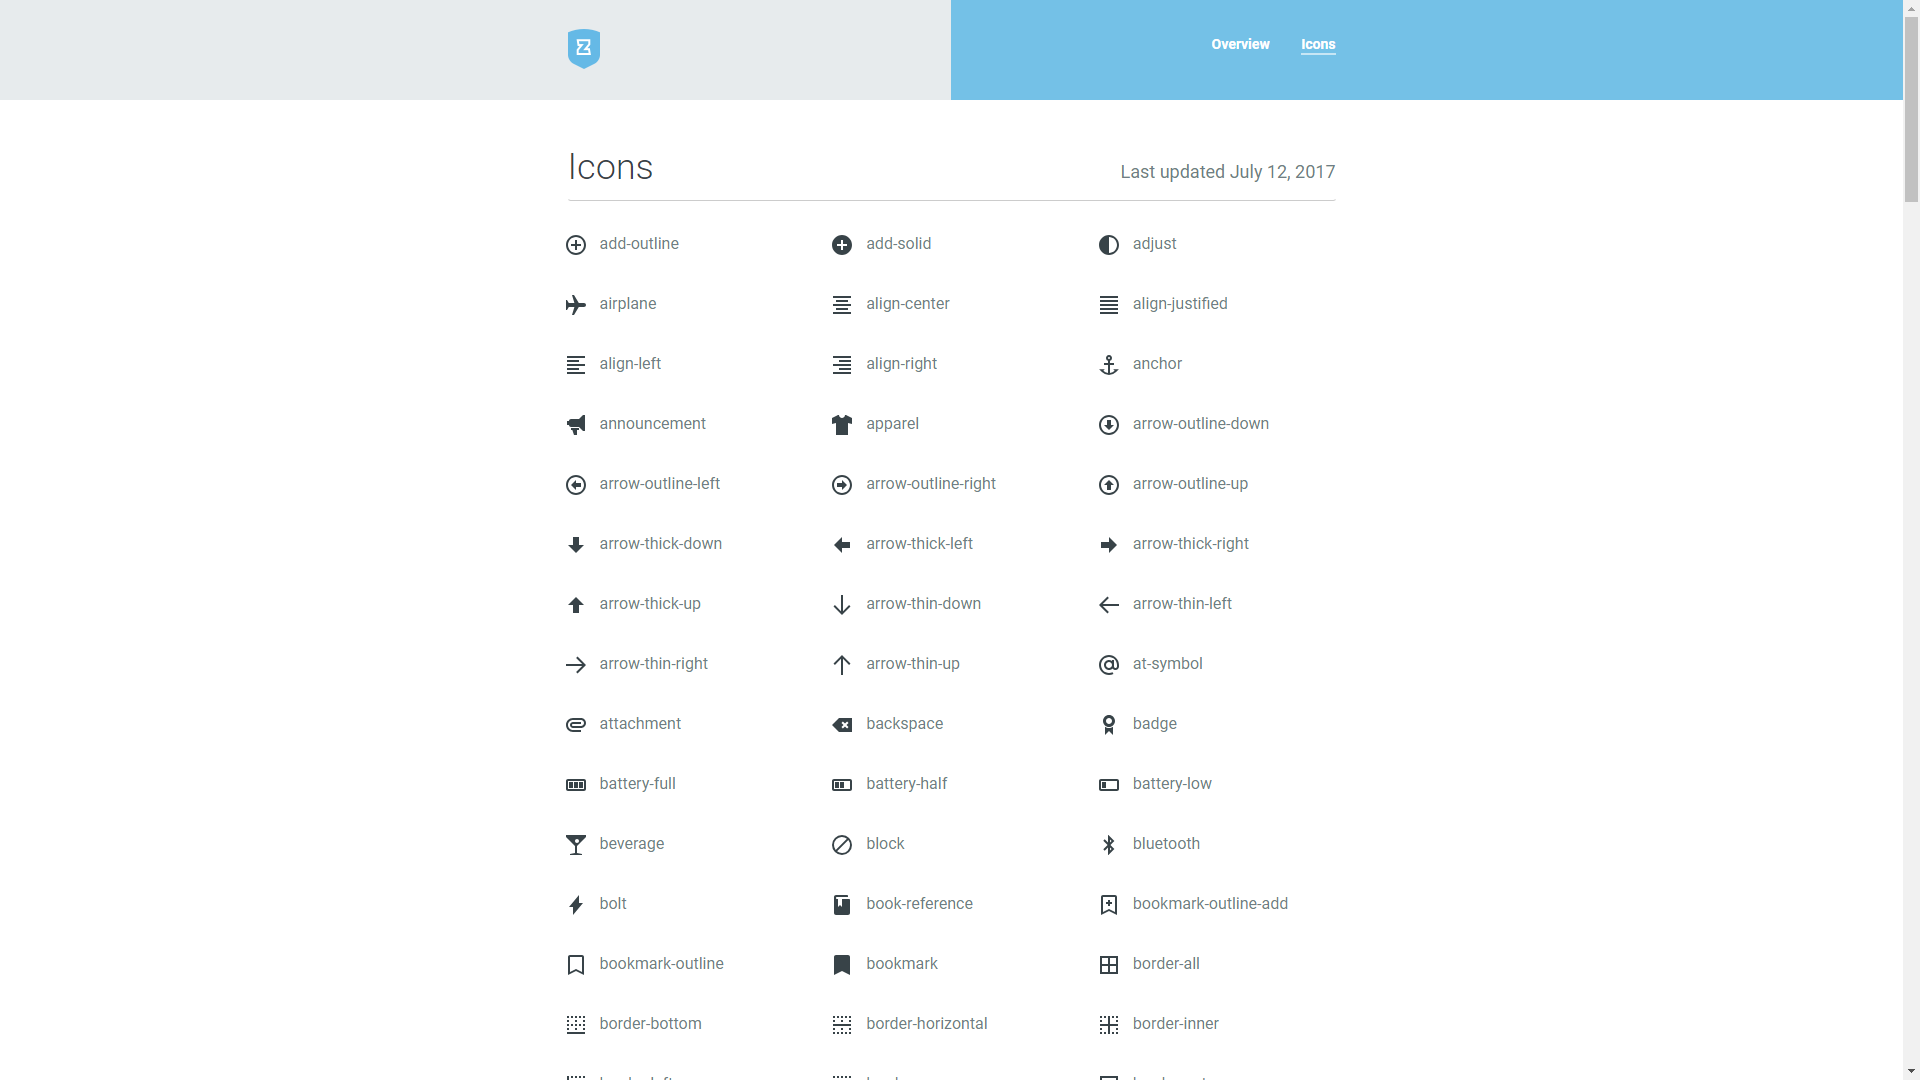 Overview Icons
Icons
Last updated July 12, 2017
add-outline add-solid adjust
airplane align-center align-justified
align-left align-right anchor
announcement apparel arrow-outline-down
arrow-outline-left arrow-outline-right arrow-outline-up
arrow-thick-down arrow-thick-left arrow-thick-right
arrow-thick-up arrow-thin-down arrow-thin-left
arrow-thin-right arrow-thin-up at-symbol
attachment backspace badge
battery-full battery-half battery-low
beverage block bluetooth
bolt book-reference bookmark-outline-add
bookmark-outline bookmark border-all
border-bottom border-horizontal border-inner